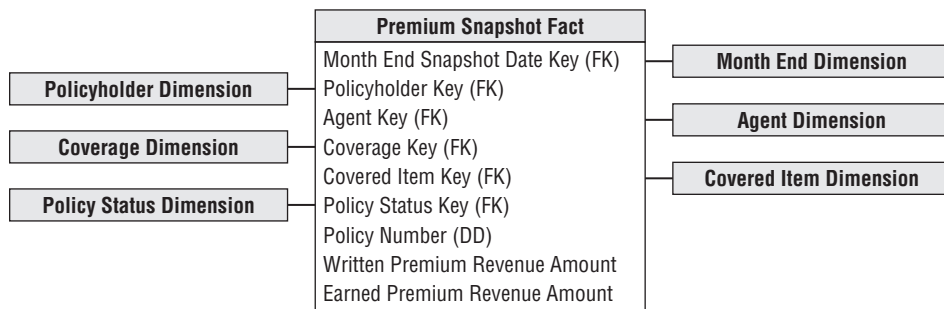 Premium Snapshot Fact
Month End Snapshot Date Key (FK)
Month End Dimension
Policyholder Dimension
Policyholder Key (FK)
Agent Key (FK)
Agent Dimension
Coverage Dimension
Coverage Key (FK)
Covered Item Key (FK)
Covered Item Dimension
Policy Status Dimension
Policy Status Key (FK)
Policy Number (DD)
Written Premium Revenue Amount
Earned Premium Revenue Amount